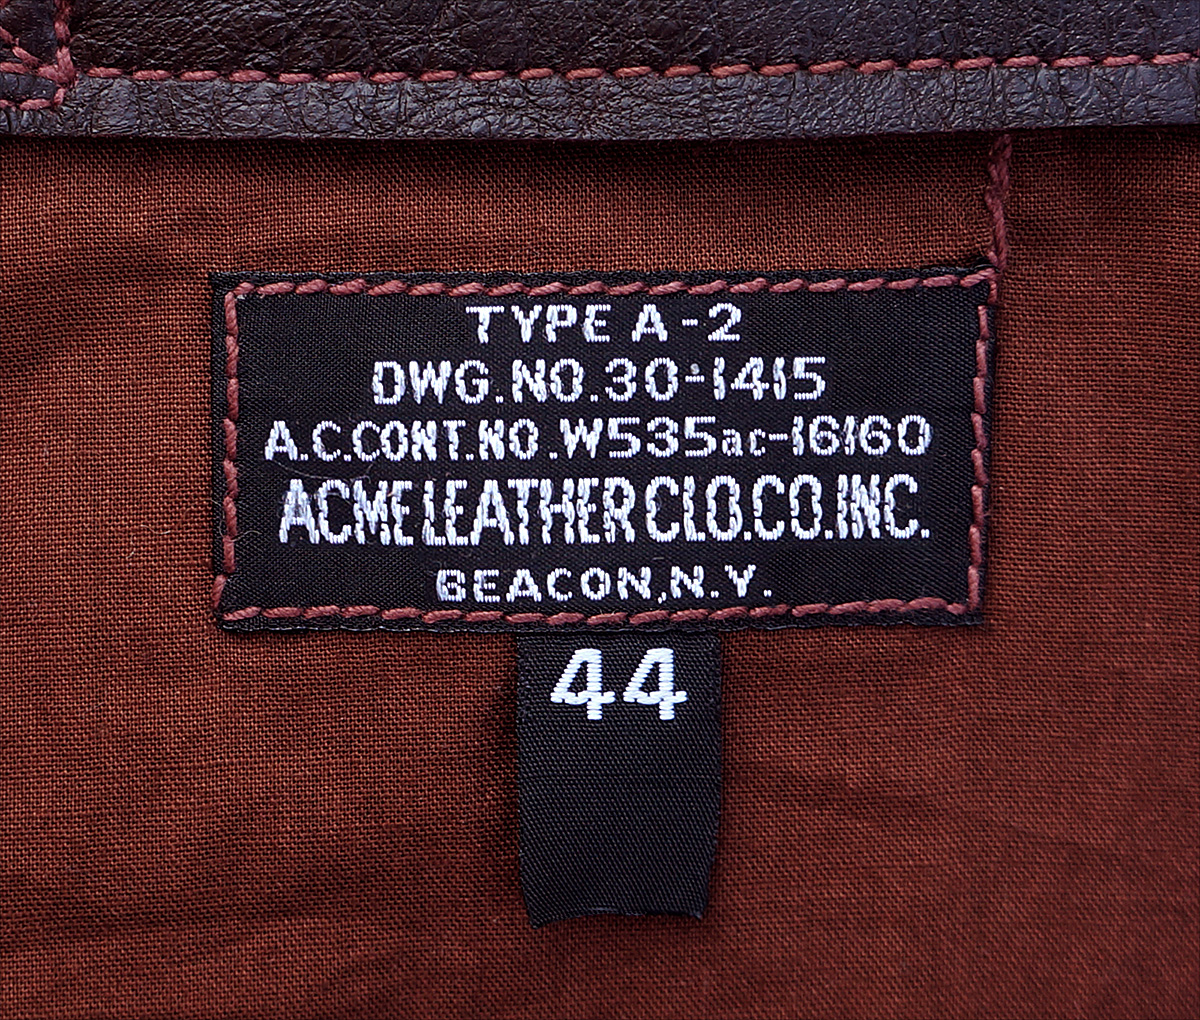 TYPE A-2
DWG.NO.30-1415
A.C.CONT.NO.W535ac-16160
ACME LEATHER CLO.CO.INC.
BEACON,N.Y.
44